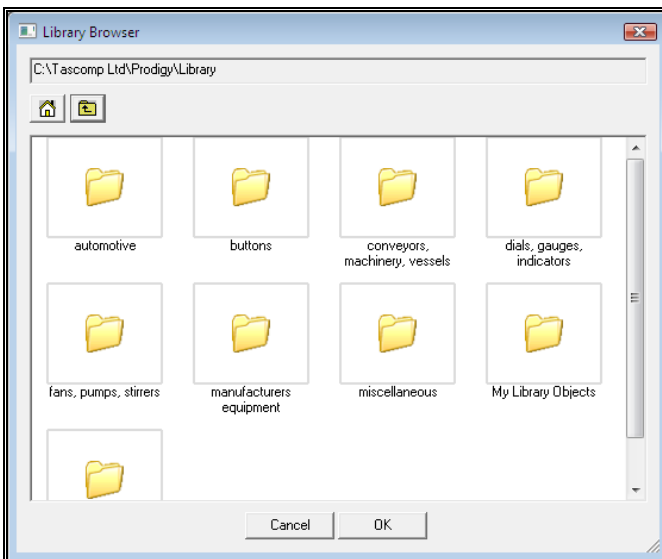 Library Browser
C:\Tascomp Ltd\Prodigy\Library
automotive
buttons
conveyors,
machinery, vessels
dials, gauges,
indicators
fans, pumps, stirrers
manufacturers
equipment
miscellaneous
My Library Objects
Cancel
OK